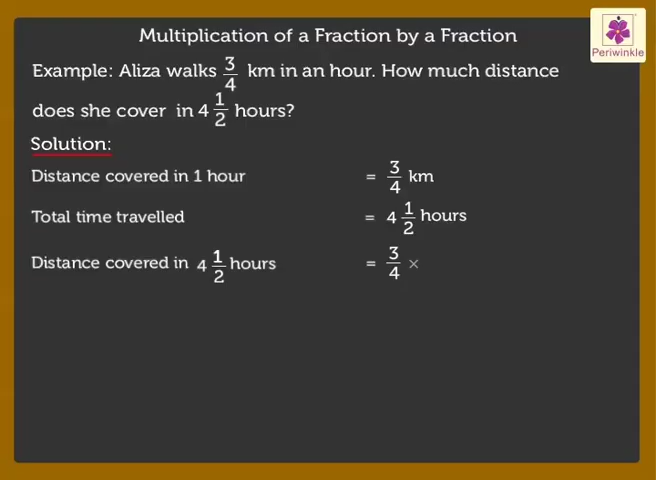 Multiplication of a Fraction by a Fraction
Periwinkle
Example: Aliza walks 3/4 km in an hour. How much distance
does she cover in 4 1/2 hours?
Solution:
Distance covered in 1 hour = 3/4 km
Total time travelled = 4 1/2 hours
Distance covered in 4 1/2 hours = 3/4 ×